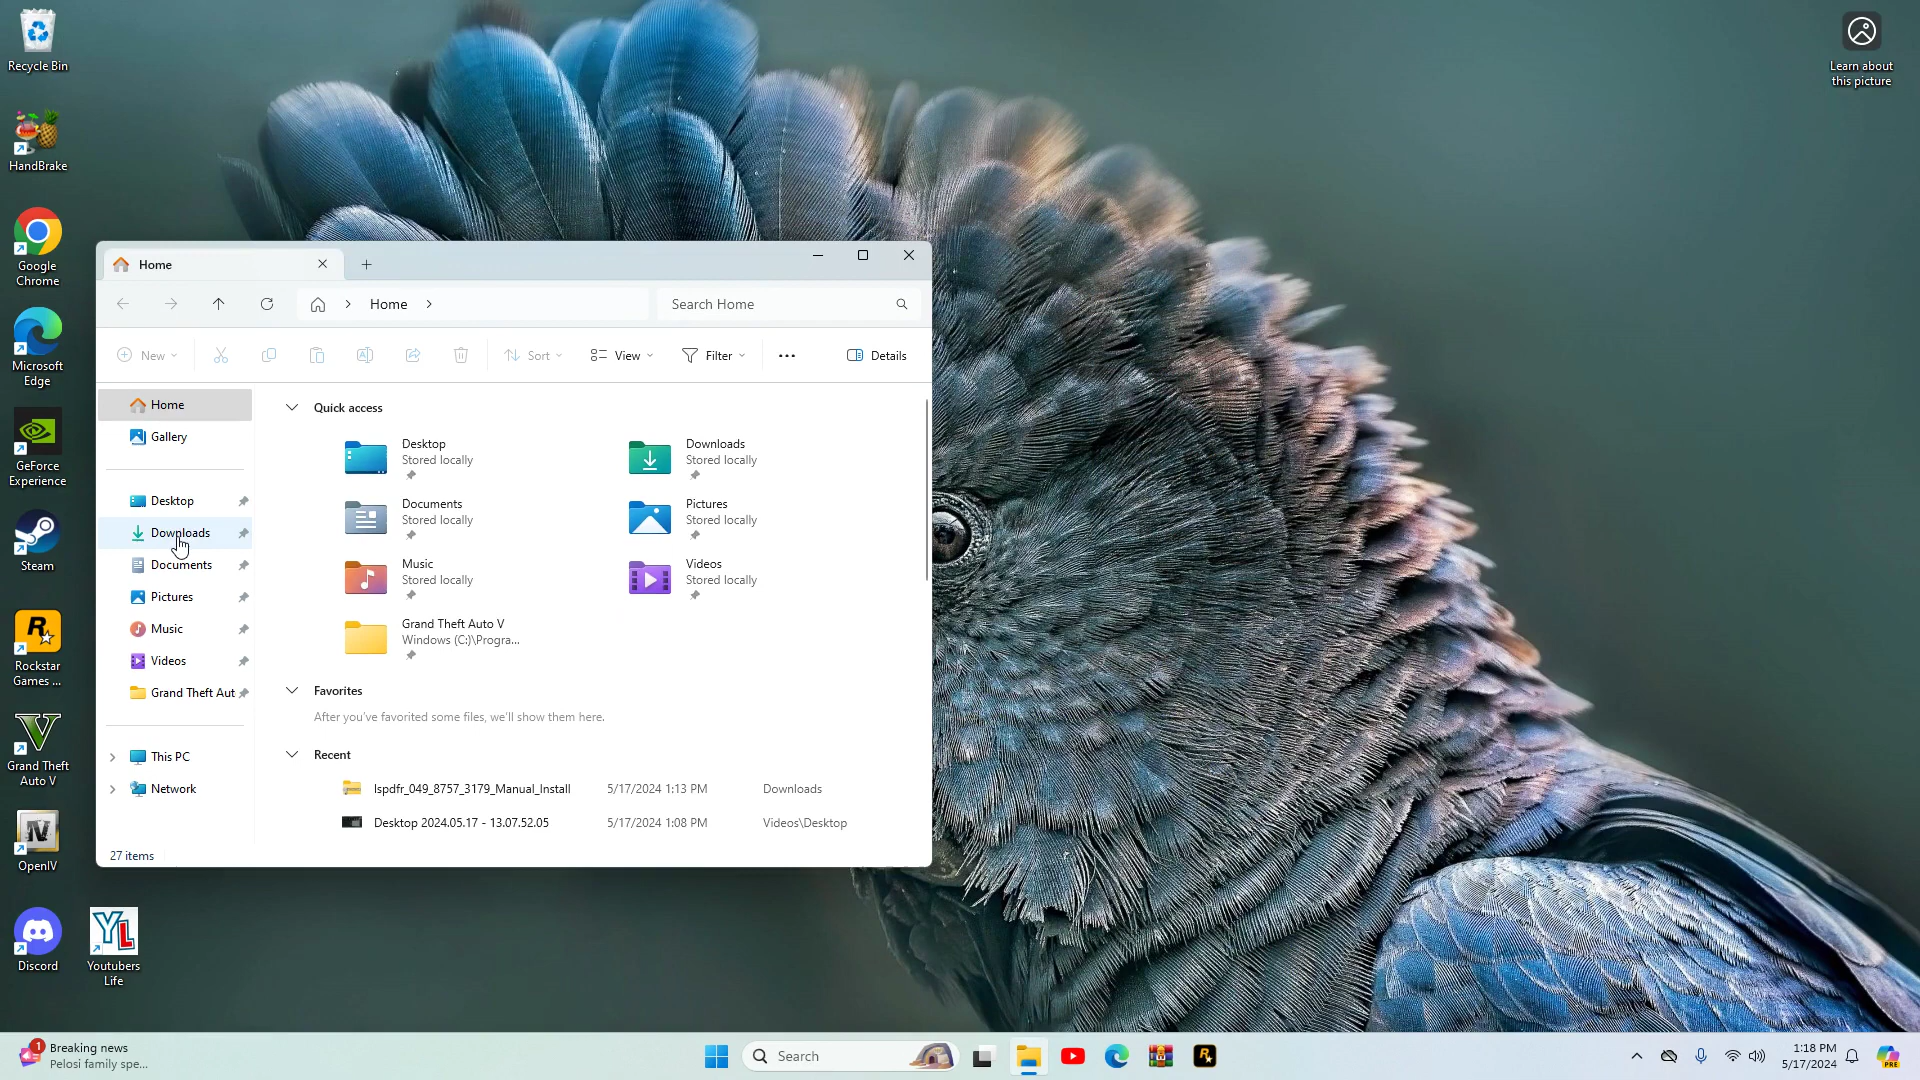 Recycle Bin
HandBrake
Google
Chrome
Microsoft
Edge
GeForce
Experience
Steam
Rockstar
Games ...
Grand Theft
Auto V
OpenIV
Discord
Youtubers
Life
Learn about
this picture
Home
Home
Search Home
New
Sort
View
Filter
Details
Home
Gallery
Desktop
Downloads
Documents
Pictures
Music
Videos
Grand Theft Aut
This PC
Network
Quick access
Desktop
Stored locally
Downloads
Stored locally
Documents
Stored locally
Pictures
Stored locally
Music
Stored locally
Videos
Stored locally
Grand Theft Auto V
Windows (C:)\Progra...
Favorites
After you've favorited some files, we'll show them here.
Recent
lspdfr_049_8757_3179_Manual_Install 5/17/2024 1:13 PM Downloads
Desktop 2024.05.17 - 13.07.52.05 5/17/2024 1:08 PM Videos\Desktop
27 items
1
Breaking news
Pelosi family spe...
Search
1:18 PM
5/17/2024
PRE